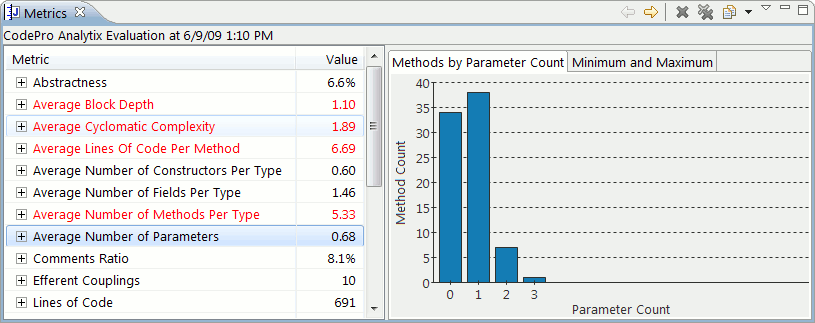 Metrics
CodePro Analytix Evaluation at 6/9/09 1:10 PM
Metric Value
Abstractness 6.6%
Average Block Depth 1.10
Average Cyclomatic Complexity 1.89
Average Lines Of Code Per Method 6.69
Average Number of Constructors Per Type 0.60
Average Number of Fields Per Type 1.46
Average Number of Methods Per Type 5.33
Average Number of Parameters 0.68
Comments Ratio 8.1%
Efferent Couplings 10
Lines of Code 691
Methods by Parameter Count Minimum and Maximum
Method Count
40
35
30
25
20
15
10
5
0
0 1 2 3
Parameter Count